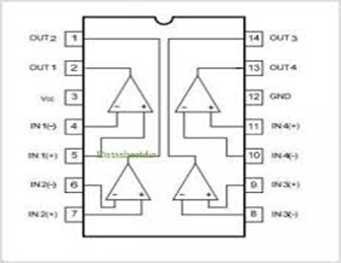 OUT2 1 14 OUT3
OUT1 2 13 OUT4
Vcc 3 12 GND
IN1(-) 4 11 IN4(+)
IN1(+) 5 10 IN4(-)
IN2(-) 6 9 IN3(+)
IN2(+) 7 8 IN3(-)
- + - +
- + - +